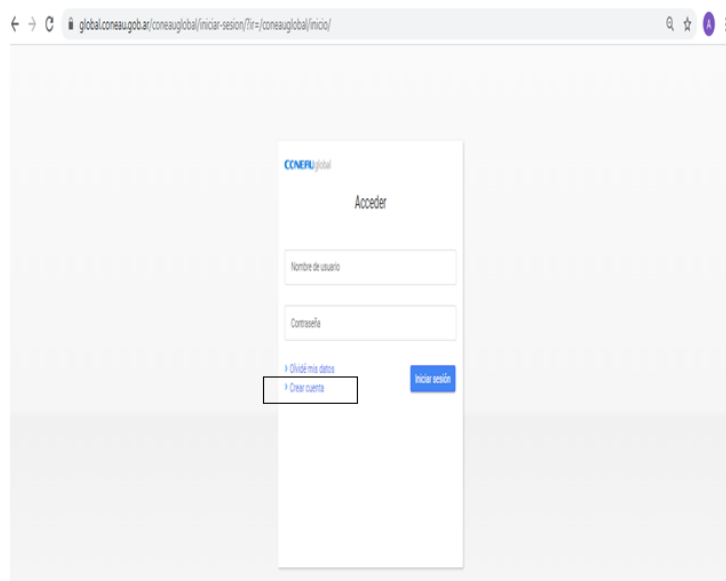 global.coneau.gob.ar/coneauglobal/iniciar-sesion/?ir=/coneauglobal/inicio/
A
CONEAU global
Acceder
Nombre de usuario
Contraseña
› Olvidé mis datos
› Crear cuenta
Iniciar sesión